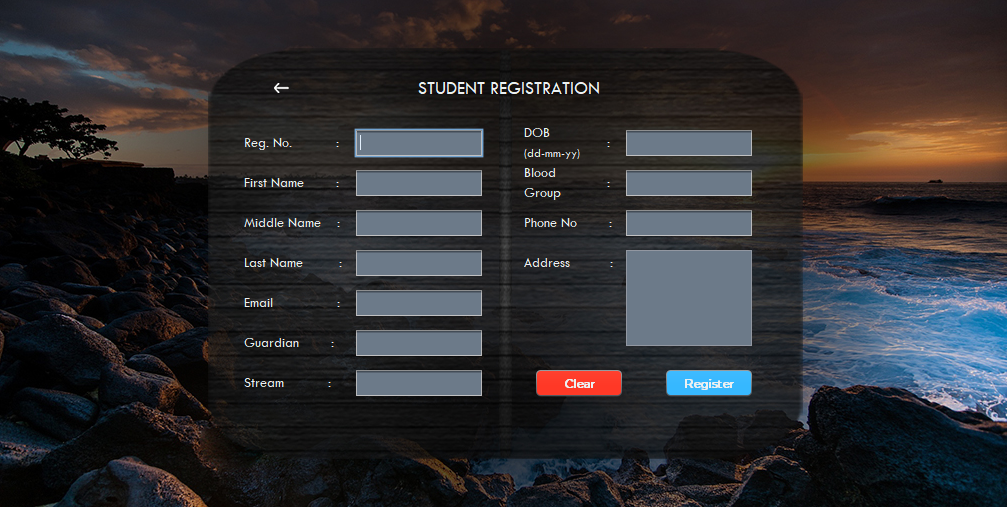 ← STUDENT REGISTRATION
Reg. No. :
First Name :
Middle Name :
Last Name :
Email :
Guardian :
Stream :
DOB :
(dd-mm-yy)
Blood :
Group
Phone No :
Address :
Clear
Register